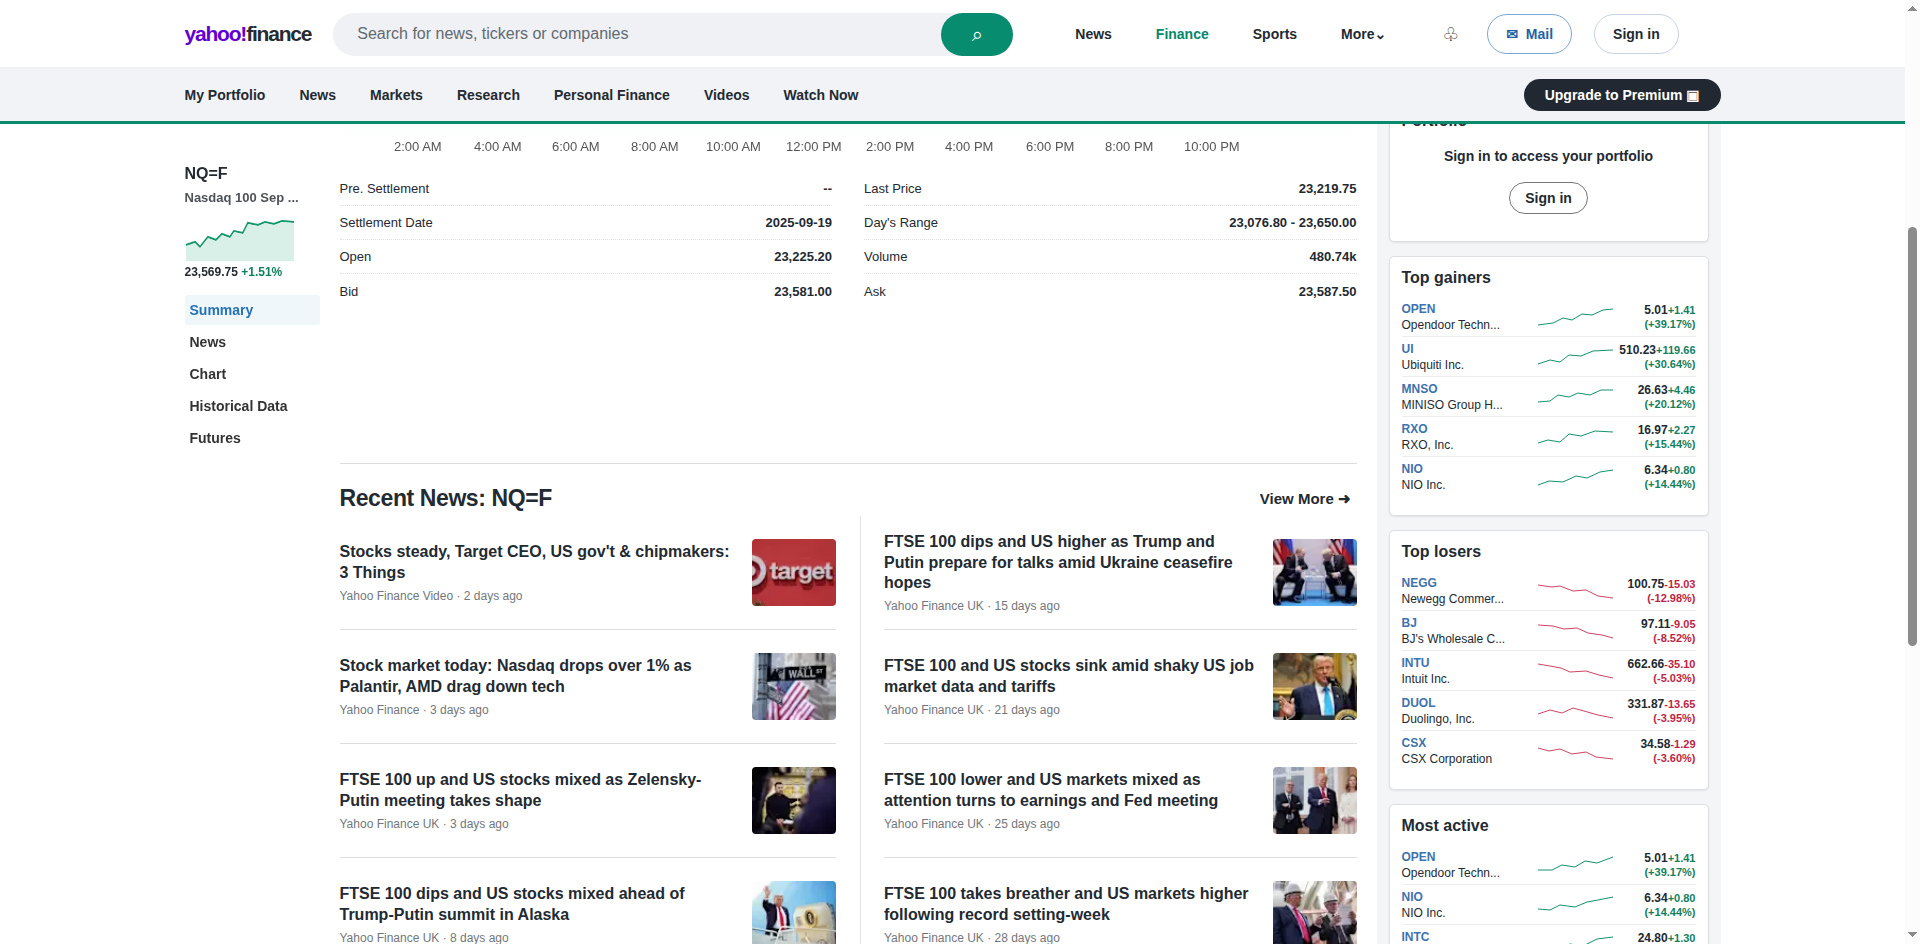 yahoo!finance
Search for news, tickers or companies
News
Finance
Sports
More
Mail
Sign in
My Portfolio
News
Markets
Research
Personal Finance
Videos
Watch Now
Upgrade to Premium
2:00 AM 4:00 AM 6:00 AM 8:00 AM 10:00 AM 12:00 PM 2:00 PM 4:00 PM 6:00 PM 8:00 PM 10:00 PM
NQ=F
Nasdaq 100 Sep ...
23,569.75 +1.51%
Summary
News
Chart
Historical Data
Futures
Pre. Settlement --
Settlement Date 2025-09-19
Open 23,225.20
Bid 23,581.00
Last Price 23,219.75
Day's Range 23,076.80 - 23,650.00
Volume 480.74k
Ask 23,587.50
Recent News: NQ=F
View More
Stocks steady, Target CEO, US gov't & chipmakers:
3 Things
Yahoo Finance Video · 2 days ago
target
Stock market today: Nasdaq drops over 1% as
Palantir, AMD drag down tech
Yahoo Finance · 3 days ago
WALL ST
FTSE 100 up and US stocks mixed as Zelensky-
Putin meeting takes shape
Yahoo Finance UK · 3 days ago
FTSE 100 dips and US stocks mixed ahead of
Trump-Putin summit in Alaska
Yahoo Finance UK · 8 days ago
FTSE 100 dips and US higher as Trump and
Putin prepare for talks amid Ukraine ceasefire
hopes
Yahoo Finance UK · 15 days ago
FTSE 100 and US stocks sink amid shaky US job
market data and tariffs
Yahoo Finance UK · 21 days ago
FTSE 100 lower and US markets mixed as
attention turns to earnings and Fed meeting
Yahoo Finance UK · 25 days ago
FTSE 100 takes breather and US markets higher
following record setting-week
Yahoo Finance UK · 28 days ago
Portfolio
Sign in to access your portfolio
Sign in
Top gainers
OPEN 5.01 +1.41
Opendoor Techn... (+39.17%)
UI 510.23 +119.66
Ubiquiti Inc. (+30.64%)
MNSO 26.63 +4.46
MINISO Group H... (+20.12%)
RXO 16.97 +2.27
RXO, Inc. (+15.44%)
NIO 6.34 +0.80
NIO Inc. (+14.44%)
Top losers
NEGG 100.75 -15.03
Newegg Commer... (-12.98%)
BJ 97.11 -9.05
BJ's Wholesale C... (-8.52%)
INTU 662.66 -35.10
Intuit Inc. (-5.03%)
DUOL 331.87 -13.65
Duolingo, Inc. (-3.95%)
CSX 34.58 -1.29
CSX Corporation (-3.60%)
Most active
OPEN 5.01 +1.41
Opendoor Techn... (+39.17%)
NIO 6.34 +0.80
NIO Inc. (+14.44%)
INTC 24.80 +1.30